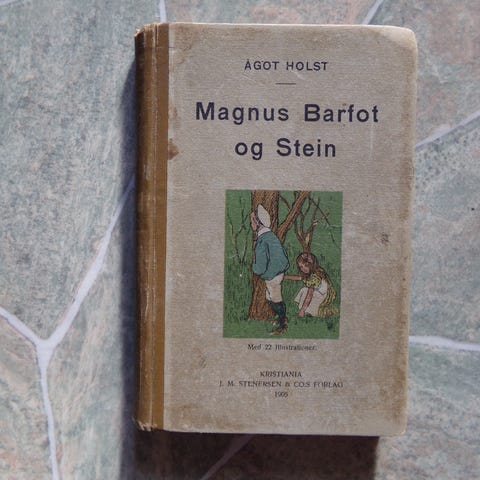 ÅGOT HOLST
Magnus Barfot
og Stein
Med 22 Illustrationer.
KRISTIANIA
J. M. STENERSEN & CO.S FORLAG
1905